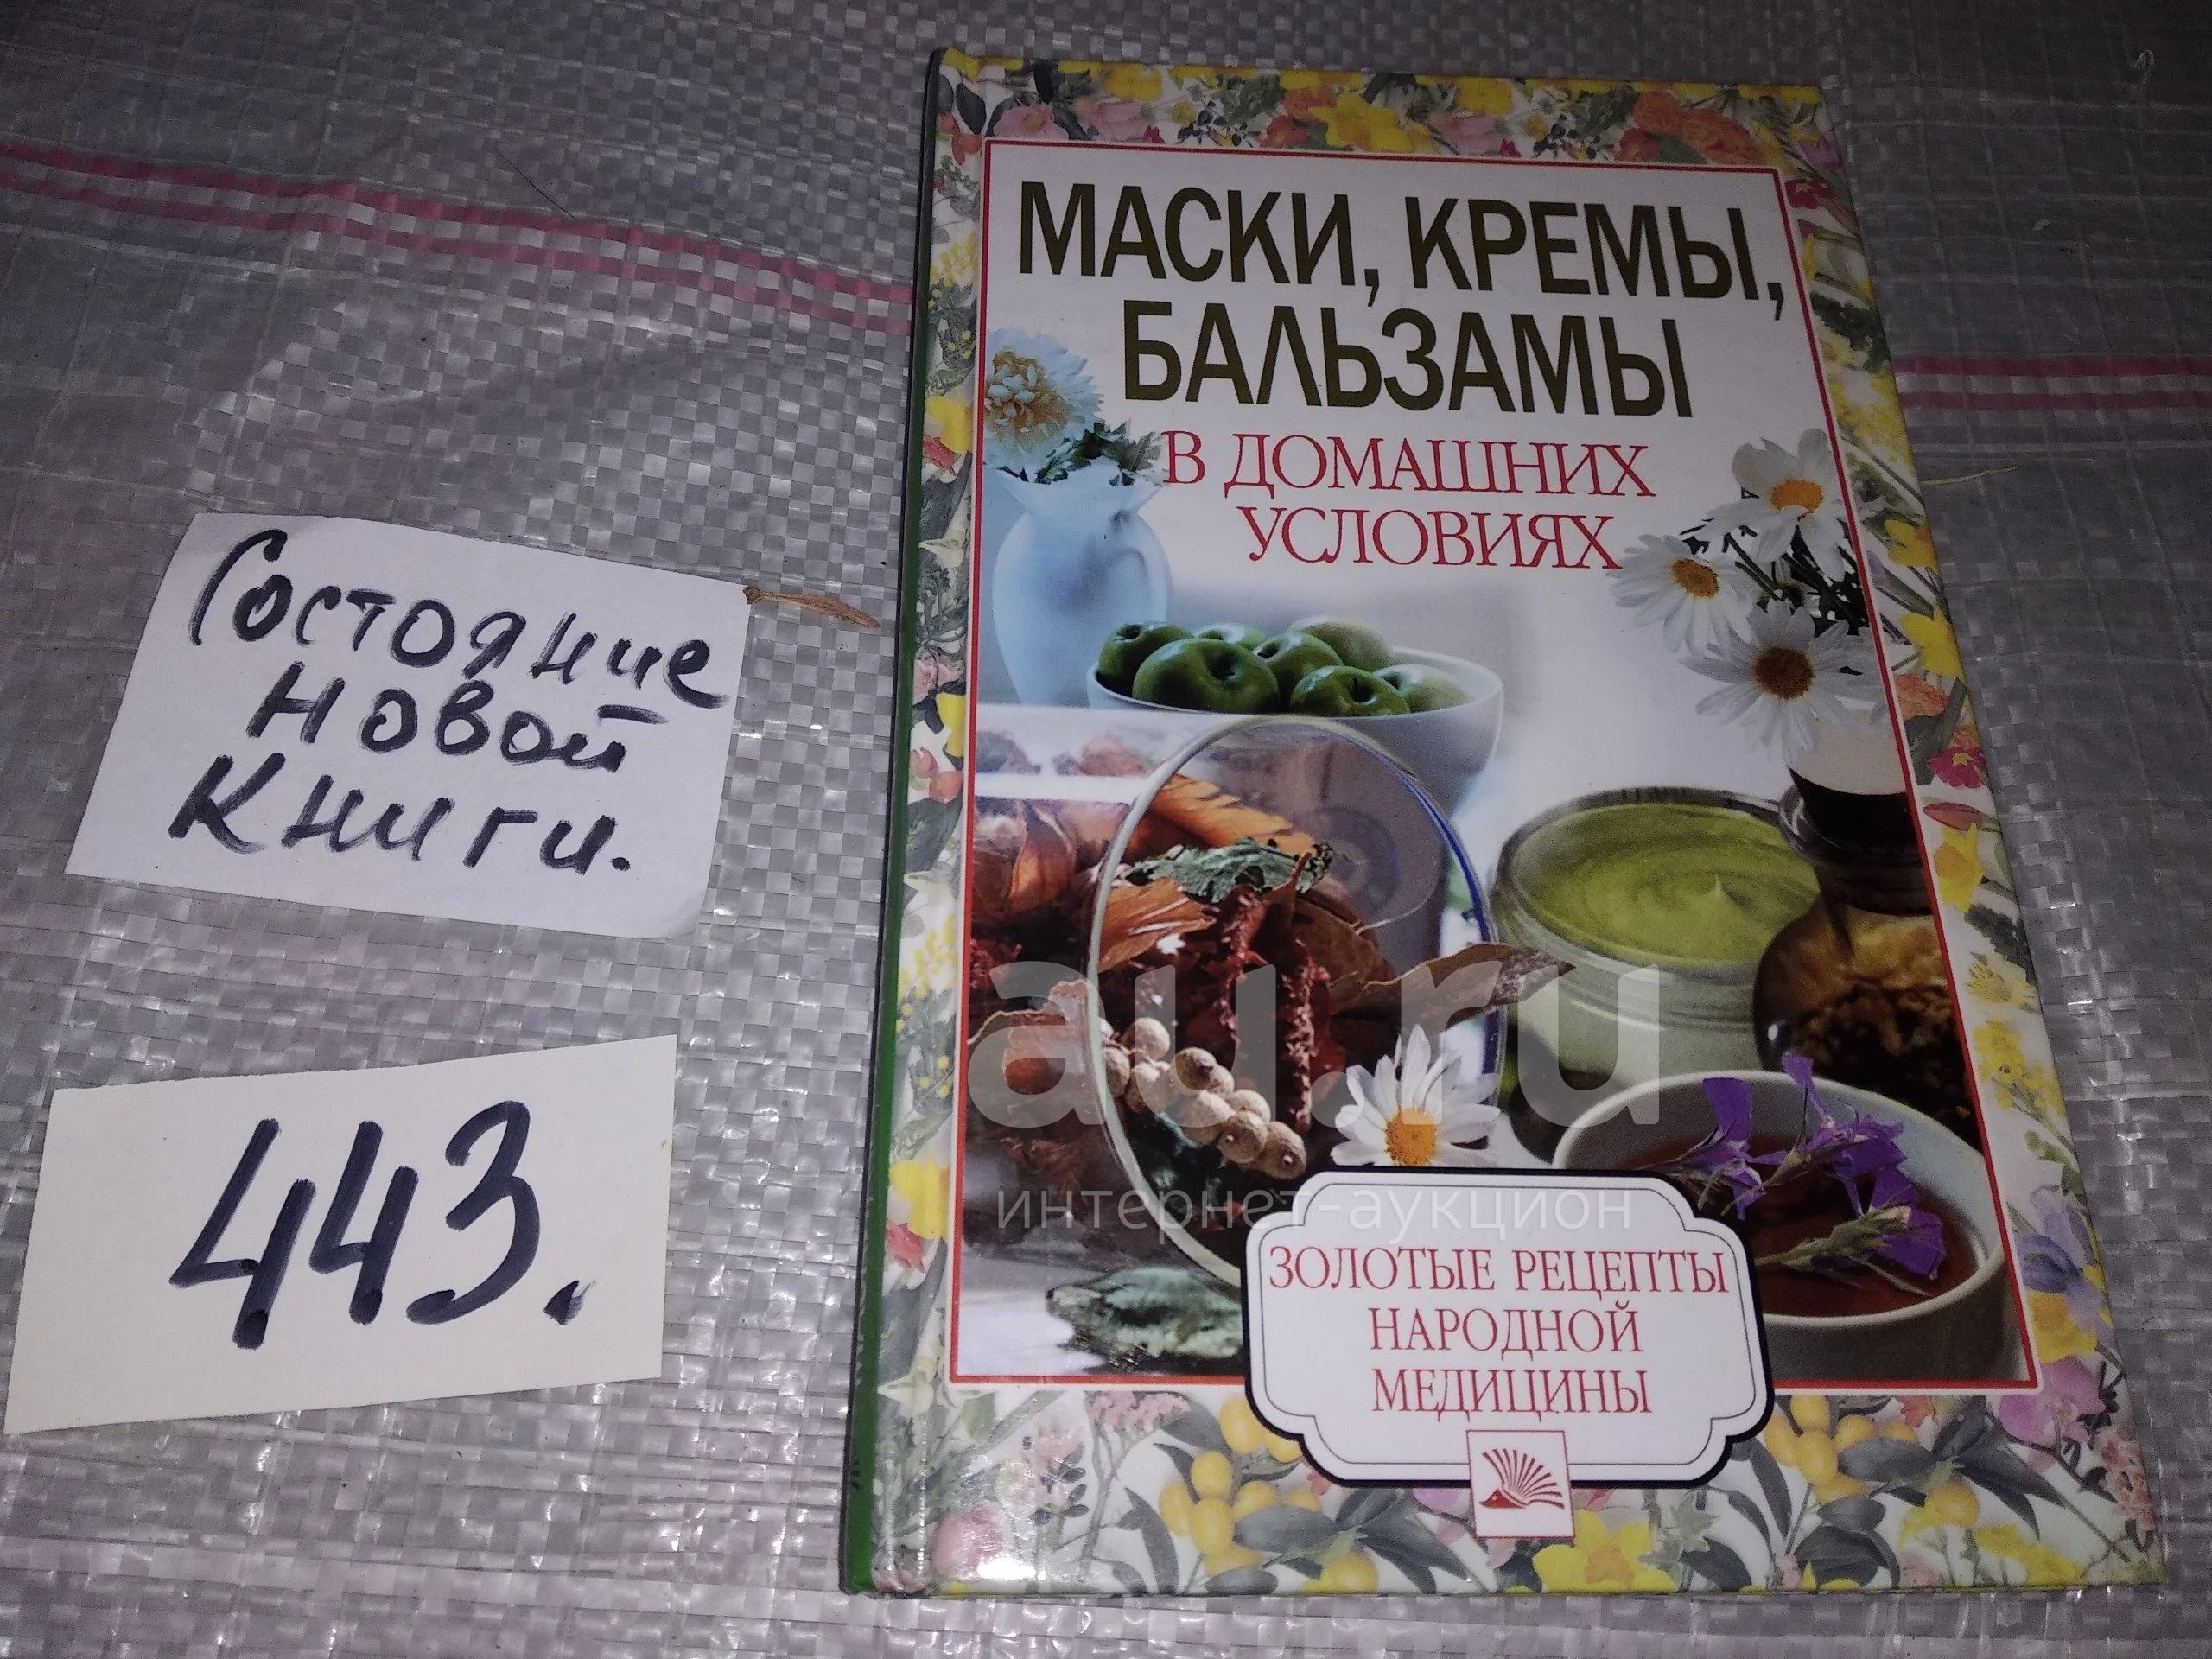 Состояние
новой
Книги.
443.
МАСКИ, КРЕМЫ,
БАЛЬЗАМЫ
В ДОМАШНИХ
УСЛОВИЯХ
au.ru
интернет-аукцион
ЗОЛОТЫЕ РЕЦЕПТЫ
НАРОДНОЙ
МЕДИЦИНЫ